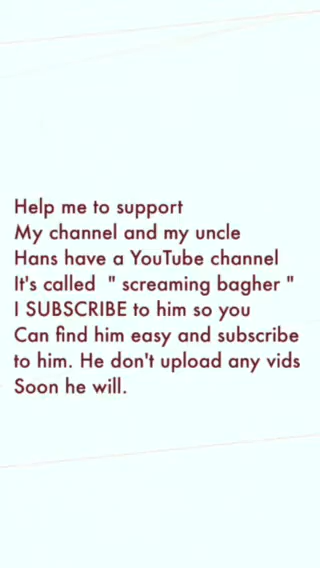 Help me to support
My channel and my uncle
Hans have a YouTube channel
It's called " screaming bagher "
I SUBSCRIBE to him so you
Can find him easy and subscribe
to him. He don't upload any vids
Soon he will.